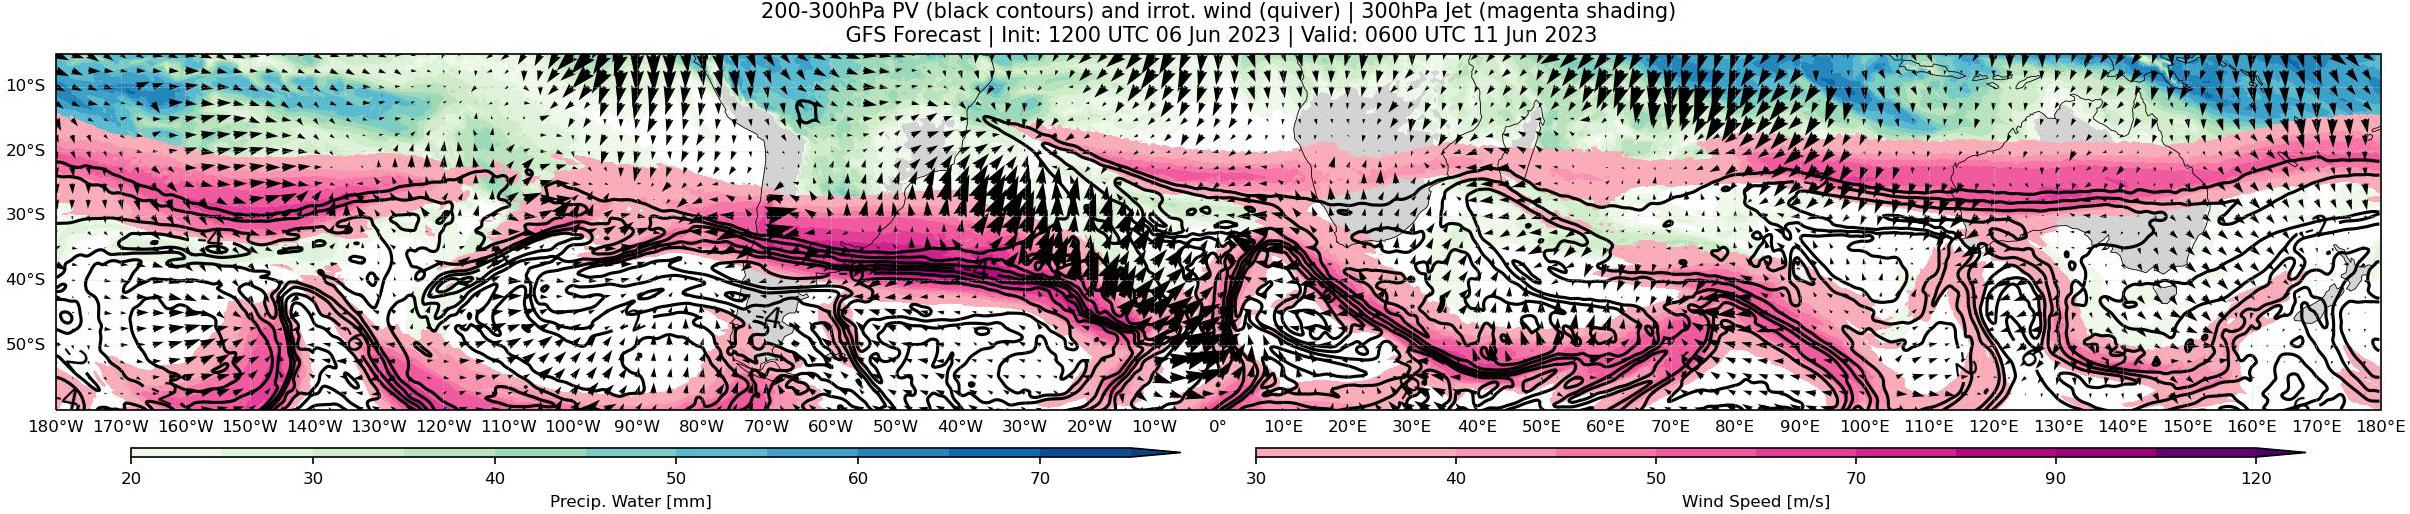 200-300hPa PV (black contours) and irrot. wind (quiver) | 300hPa Jet (magenta shading)
GFS Forecast | Init: 1200 UTC 06 Jun 2023 | Valid: 0600 UTC 11 Jun 2023
10°S
20°S
30°S
40°S
50°S
-4
-4
-4
-4
180°W 170°W 160°W 150°W 140°W 130°W 120°W 110°W 100°W 90°W 80°W 70°W 60°W 50°W 40°W 30°W 20°W 10°W 0° 10°E 20°E 30°E 40°E 50°E 60°E 70°E 80°E 90°E 100°E 110°E 120°E 130°E 140°E 150°E 160°E 170°E 180°E
20 30 40 50 60 70
Precip. Water [mm]
30 40 50 70 90 120
Wind Speed [m/s]